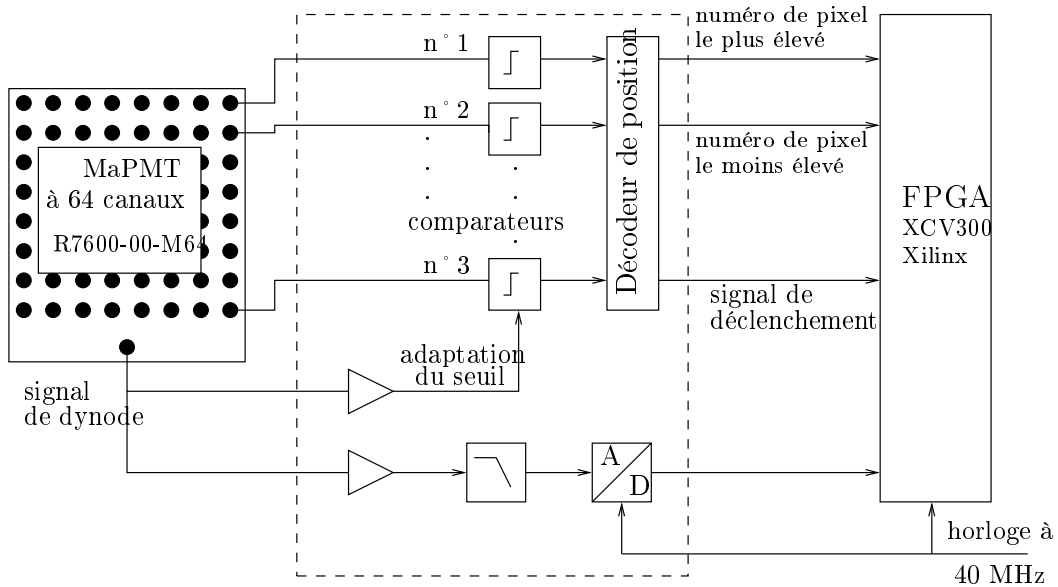 numéro de pixel
le plus élevé
n°1
n°2
numéro de pixel
le moins élevé
MaPMT
à 64 canaux
R7600-00-M64
comparateurs
Décodeur de position
FPGA
XCV300
Xilinx
n°3
signal de
déclenchement
adaptation
du seuil
signal
de dynode
A
D
horloge à
40 MHz